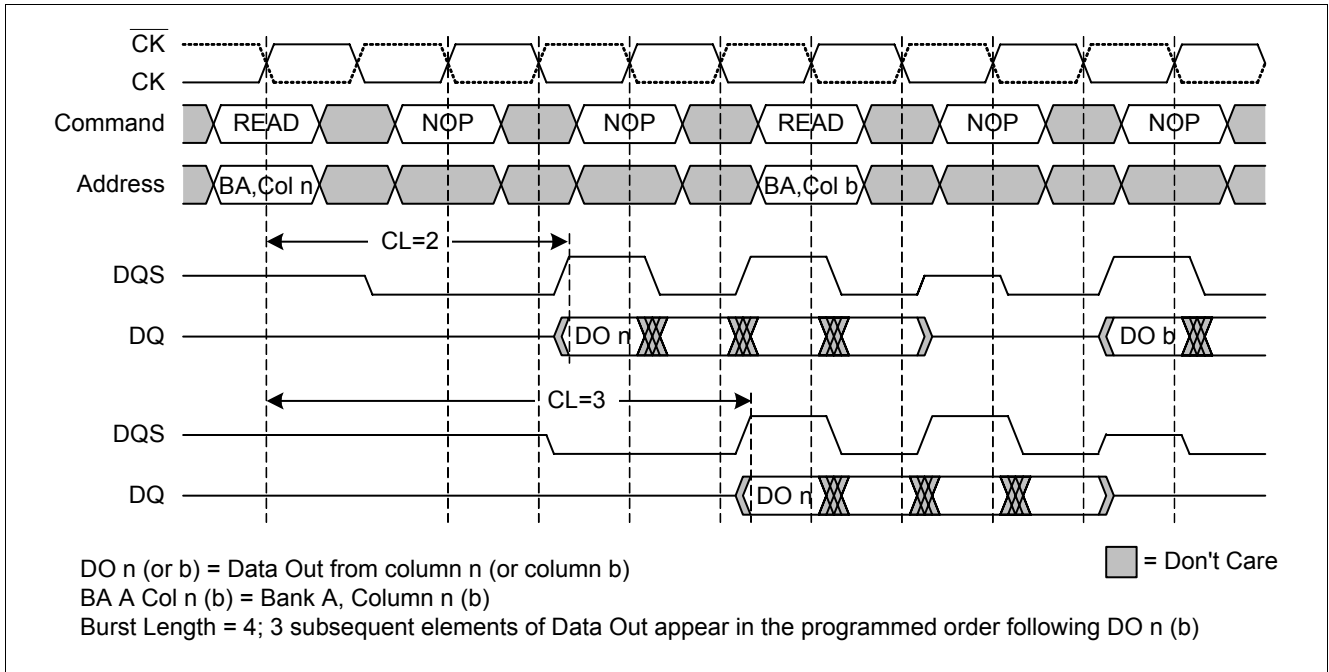 CK
CK
Command READ NOP NOP READ NOP NOP
Address BA,Col n BA,Col b
CL=2
DQS
DQ DO n DO b
CL=3
DQS
DQ DO n
DO n (or b) = Data Out from column n (or column b)
= Don't Care
BA A Col n (b) = Bank A, Column n (b)
Burst Length = 4; 3 subsequent elements of Data Out appear in the programmed order following DO n (b)